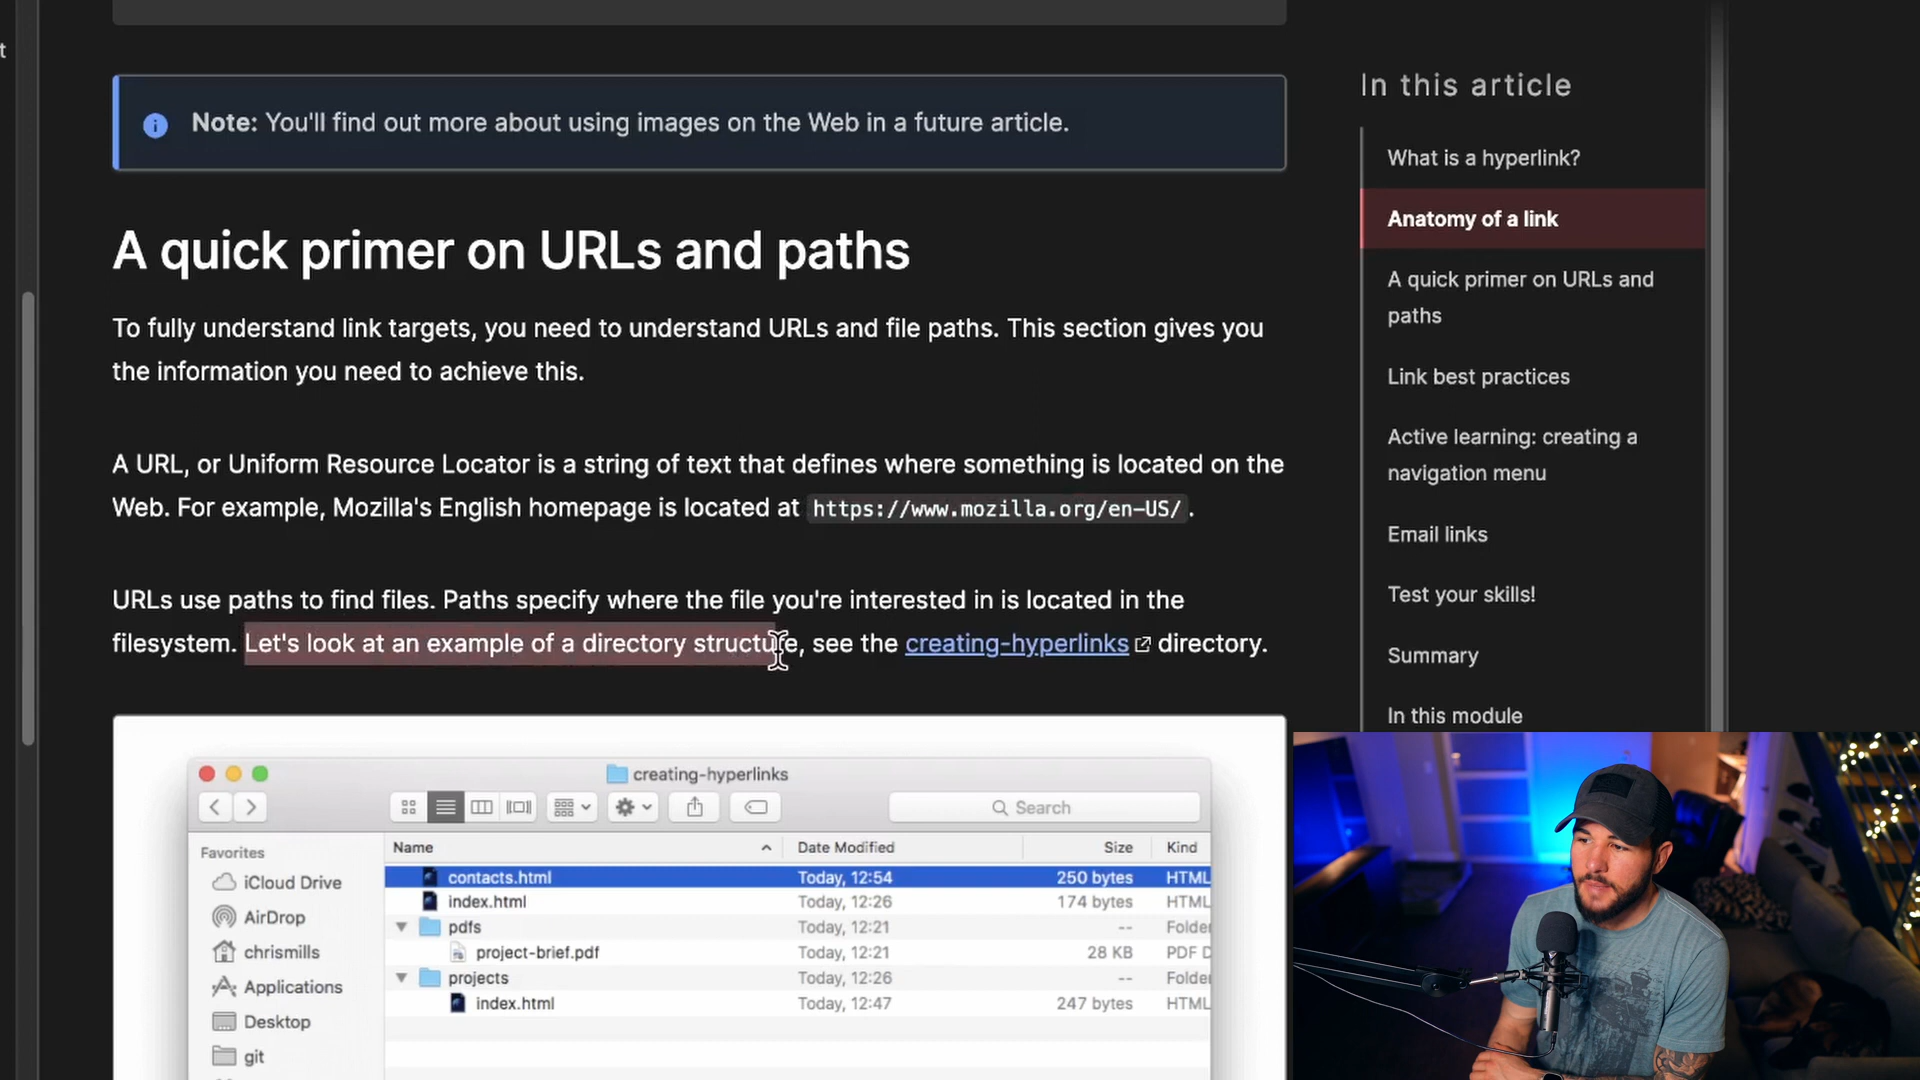 t
Note: You'll find out more about using images on the Web in a future article.
A quick primer on URLs and paths
To fully understand link targets, you need to understand URLs and file paths. This section gives you
the information you need to achieve this.
A URL, or Uniform Resource Locator is a string of text that defines where something is located on the
Web. For example, Mozilla's English homepage is located at https://www.mozilla.org/en-US/.
URLs use paths to find files. Paths specify where the file you're interested in is located in the
filesystem. Let's look at an example of a directory structure, see the creating-hyperlinks directory.
creating-hyperlinks
Search
Favorites
iCloud Drive
AirDrop
chrismills
Applications
Desktop
git
Name Date Modified Size Kind
contacts.html Today, 12:54 250 bytes HTML
index.html Today, 12:26 174 bytes HTML
pdfs Today, 12:21 -- Folde
project-brief.pdf Today, 12:21 28 KB PDF D
projects Today, 12:26 -- Folde
index.html Today, 12:47 247 bytes HTML
In this article
What is a hyperlink?
Anatomy of a link
A quick primer on URLs and
paths
Link best practices
Active learning: creating a
navigation menu
Email links
Test your skills!
Summary
In this module